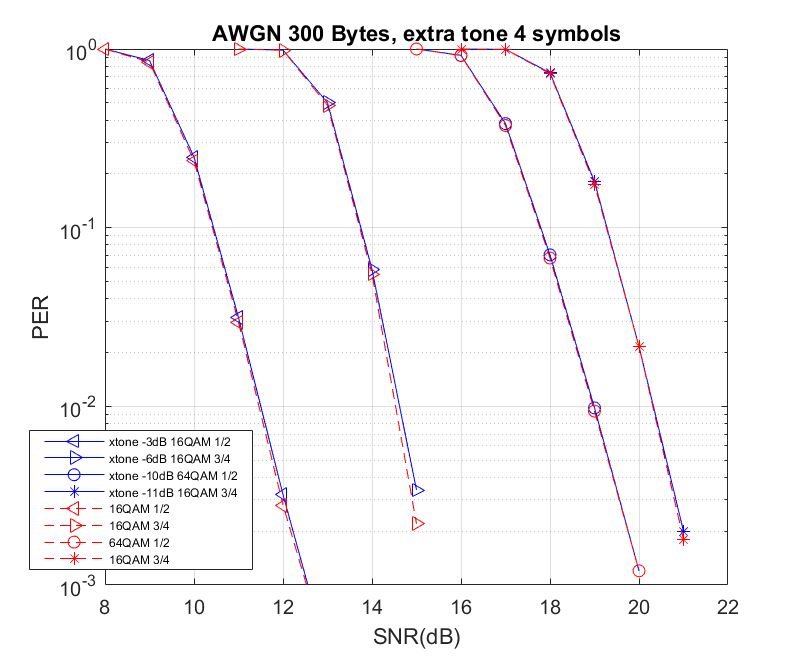 AWGN 300 Bytes, extra tone 4 symbols
10^0
10^-1
10^-2
10^-3
PER
xtone -3dB 16QAM 1/2
xtone -6dB 16QAM 3/4
xtone -10dB 64QAM 1/2
xtone -11dB 16QAM 3/4
16QAM 1/2
16QAM 3/4
64QAM 1/2
16QAM 3/4
8 10 12 14 16 18 20 22
SNR(dB)